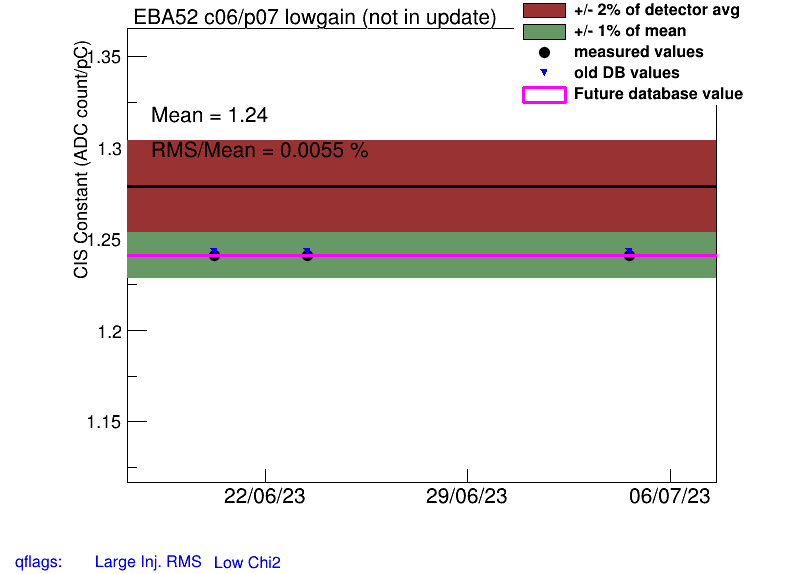 EBA52 c06/p07 lowgain (not in update)
+/- 2% of detector avg
+/- 1% of mean
measured values
old DB values
Future database value
CIS Constant (ADC count/pC)
1.35
1.3
1.25
1.2
1.15
Mean = 1.24
RMS/Mean = 0.0055 %
22/06/23 29/06/23 06/07/23
qflags: Large Inj. RMS Low Chi2